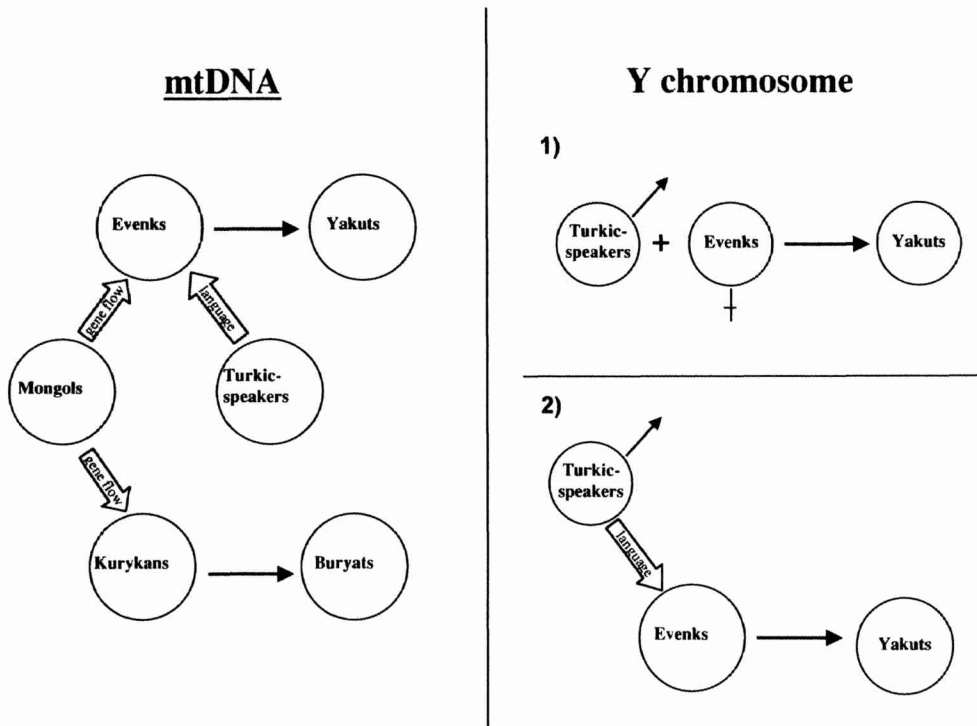 mtDNA
Evenks
Yakuts
gene flow
language
Mongols
Turkic-
speakers
gene flow
Kurykans
Buryats
Y chromosome
1)
Turkic-
speakers
+
Evenks
Yakuts
2)
Turkic-
speakers
language
Evenks
Yakuts